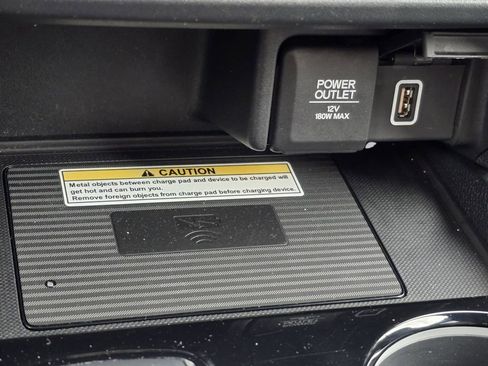 POWER
OUTLET
12V
180W MAX
CAUTION
Metal objects between charge pad and device to be charged will
get hot and can burn you.
Remove foreign objects from charge pad before charging device.